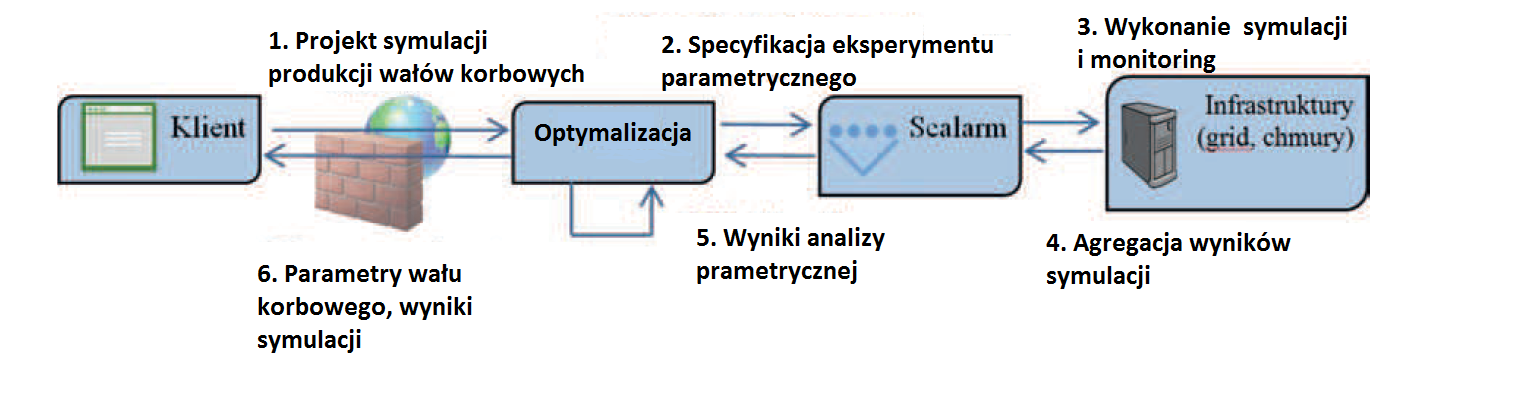 1. Projekt symulacji
produkcji wałów korbowych
2. Specyfikacja eksperymentu
parametrycznego
3. Wykonanie symulacji
i monitoring
Klient
Optymalizacja
Scalarm
Infrastruktury
(grid, chmury)
5. Wyniki analizy
prametrycznej
4. Agregacja wyników
symulacji
6. Parametry wału
korbowego, wyniki
symulacji